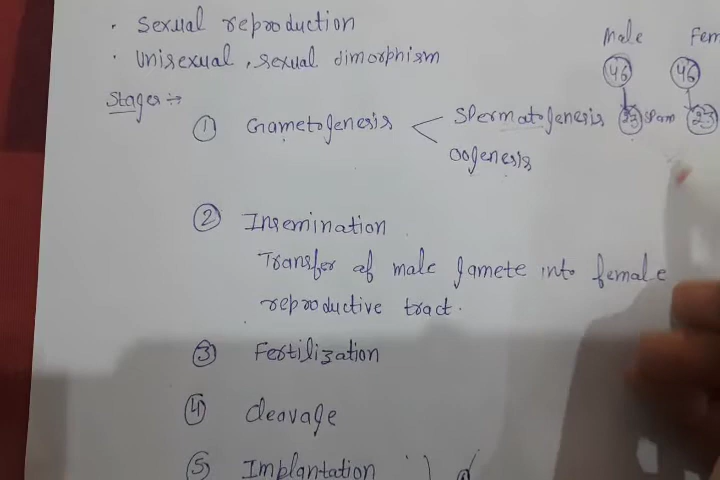 • Sexual reproduction
• Unisexual, sexual dimorphism
Male Fem
46 46
Stages :→
① Gametogenesis < Spermatogenesis
23 spam 23
Oogenesis
② Insemination
Transfer of male gamete into female
reproductive tract.
③ Fertilization
④ Cleavage
⑤ Implantation